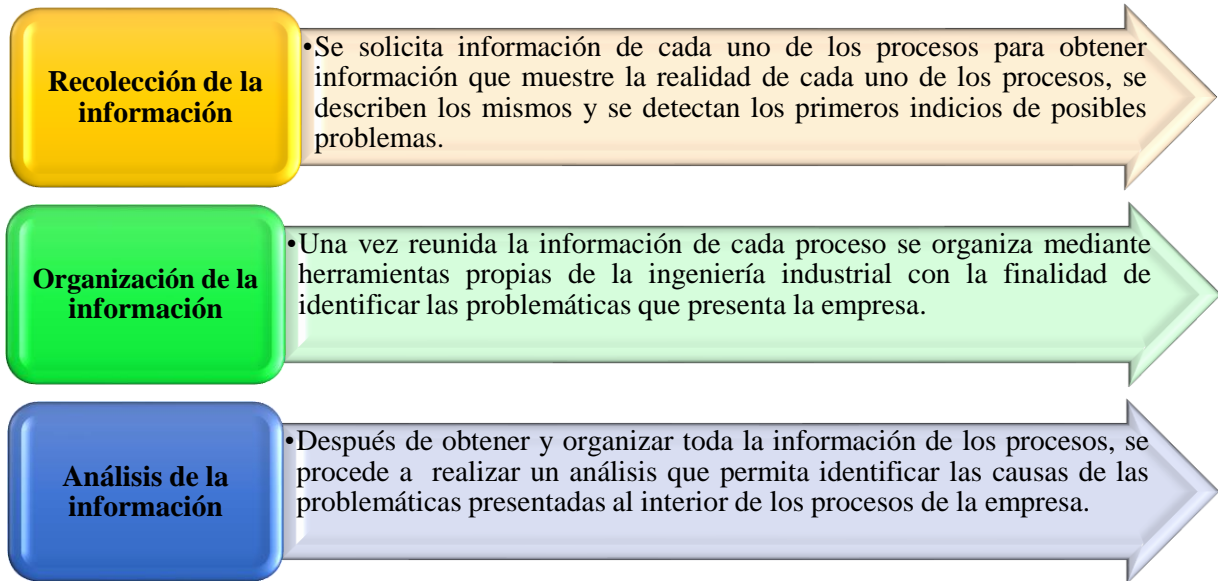 Recolección de la
información
•Se solicita información de cada uno de los procesos para obtener
información que muestre la realidad de cada uno de los procesos, se
describen los mismos y se detectan los primeros indicios de posibles
problemas.
Organización de la
información
•Una vez reunida la información de cada proceso se organiza mediante
herramientas propias de la ingeniería industrial con la finalidad de
identificar las problemáticas que presenta la empresa.
Análisis de la
información
•Después de obtener y organizar toda la información de los procesos, se
procede a realizar un análisis que permita identificar las causas de las
problemáticas presentadas al interior de los procesos de la empresa.